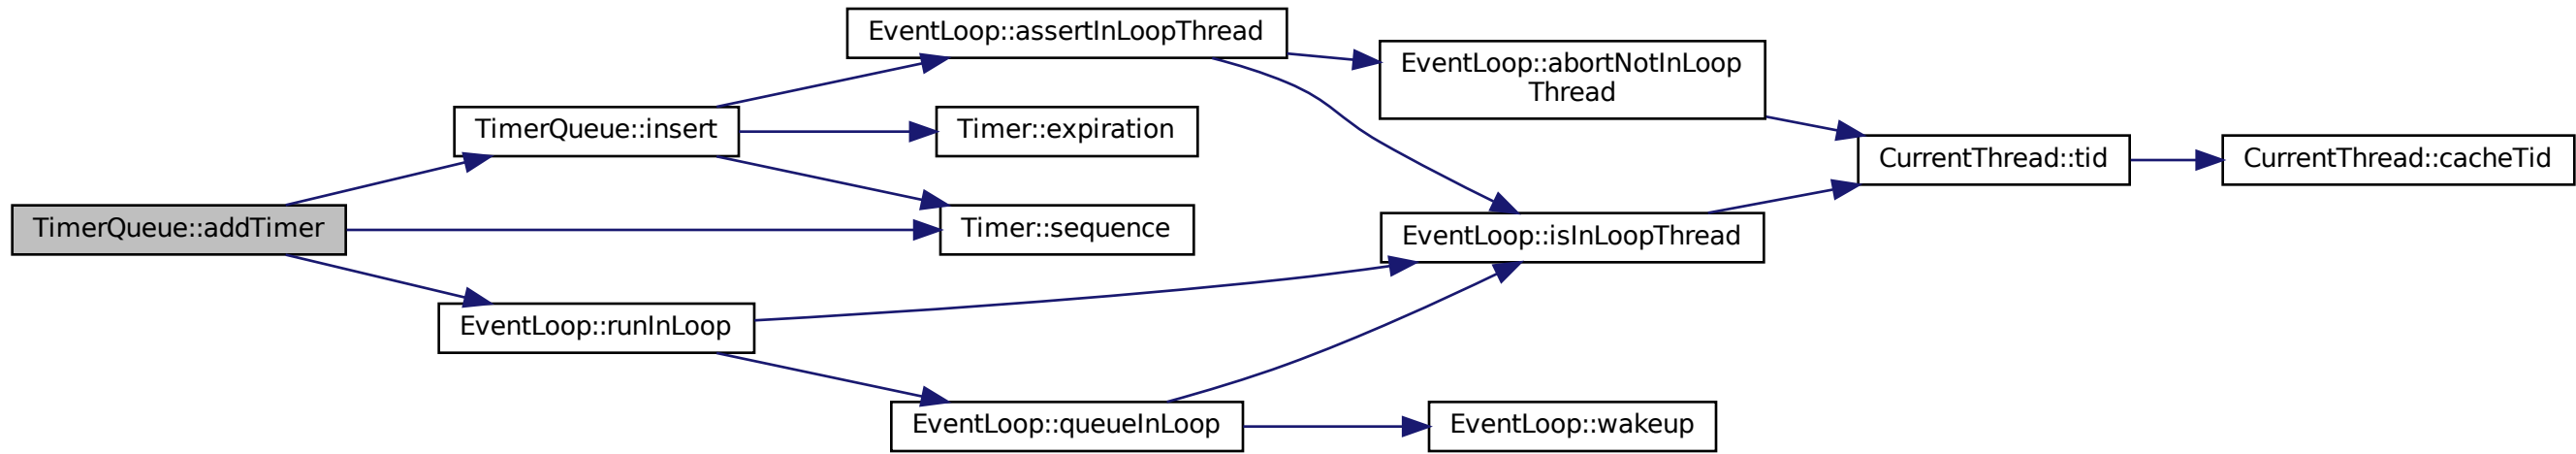 EventLoop::assertInLoopThread
EventLoop::abortNotInLoop
Thread
TimerQueue::insert
Timer::expiration
CurrentThread::tid
CurrentThread::cacheTid
TimerQueue::addTimer
Timer::sequence
EventLoop::isInLoopThread
EventLoop::runInLoop
EventLoop::queueInLoop
EventLoop::wakeup